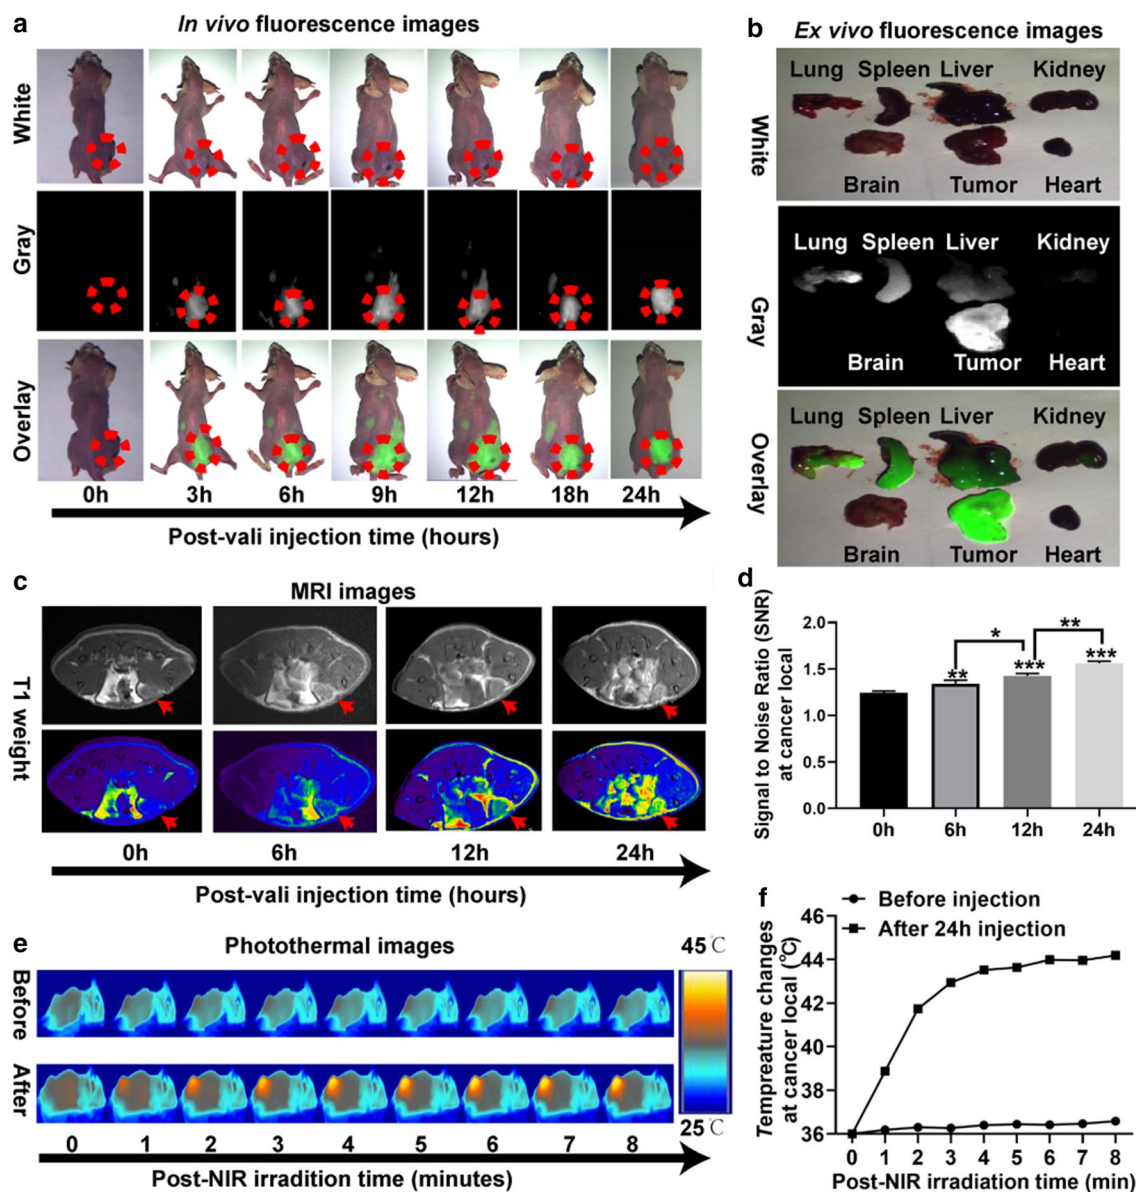 a
In vivo fluorescence images
White
Gray
Overlay
0h 3h 6h 9h 12h 18h 24h
Post-vali injection time (hours)
b
Ex vivo fluorescence images
White
Lung Spleen Liver Kidney
Brain Tumor Heart
Gray
Lung Spleen Liver Kidney
Brain Tumor Heart
Overlay
Lung Spleen Liver Kidney
Brain Tumor Heart
c
MRI images
T1 weight
0h 6h 12h 24h
Post-vali injection time (hours)
d
Signal to Noise Ratio (SNR)
at cancer local
2.0
1.5
1.0
0.5
0.0
* **
** *** ***
0h 6h 12h 24h
e
Photothermal images
Before
After
45℃
25℃
0 1 2 3 4 5 6 7 8
Post-NIR irradition time (minutes)
f
Before injection
After 24h injection
Tempreature changes
at cancer local (℃)
46
44
42
40
38
36
0 1 2 3 4 5 6 7 8
Post-NIR irradiation time (min)